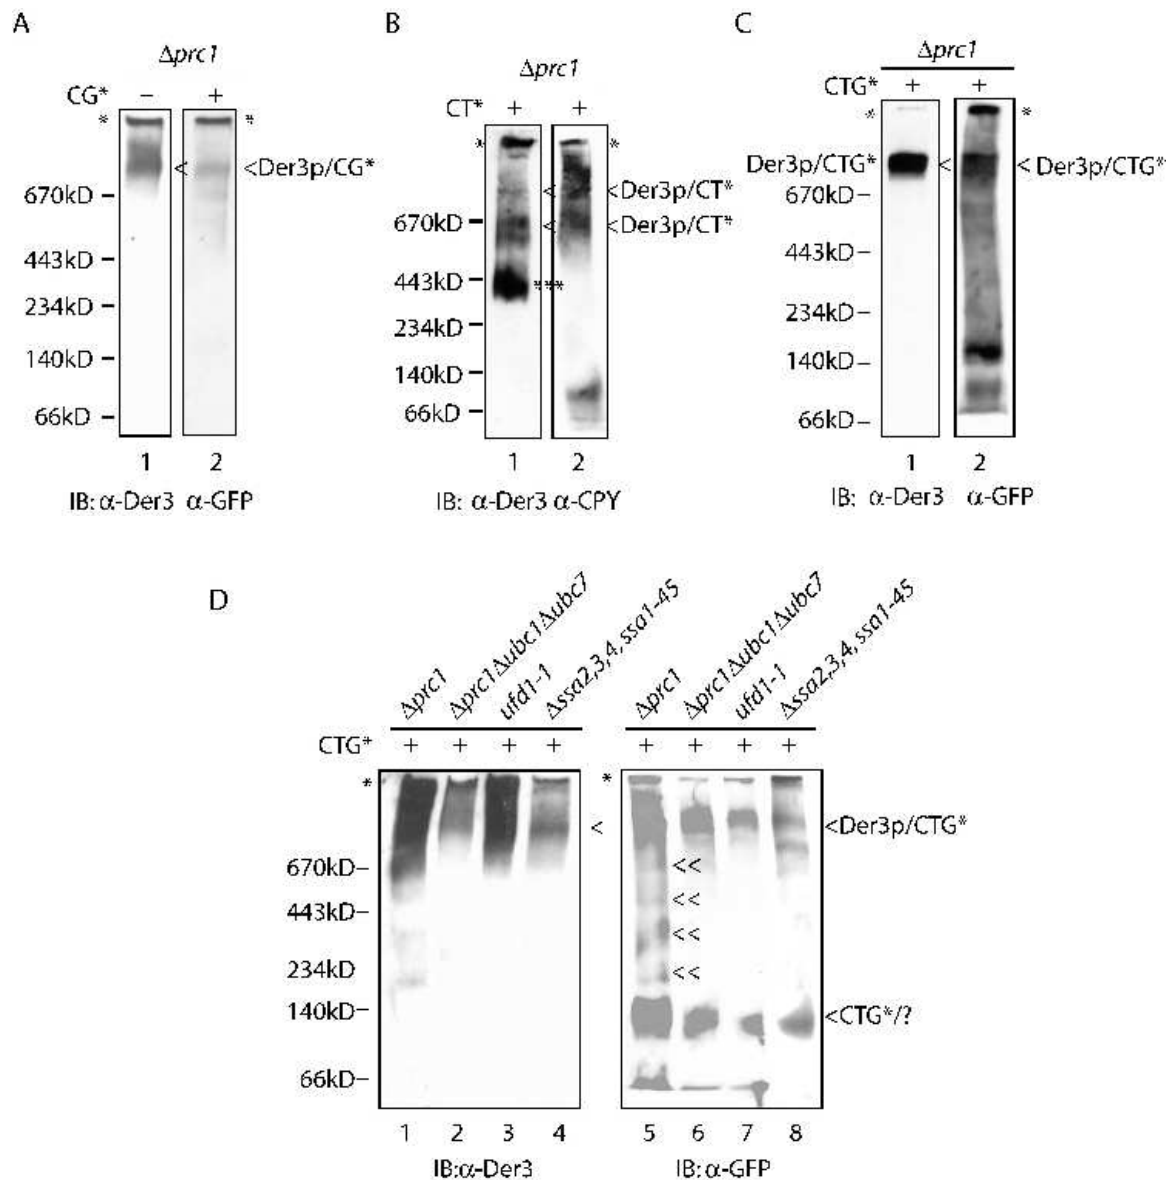 A
Δprc1
CG* − +
* *
<Der3p/CG*
<
670kD
443kD
234kD
140kD
66kD
1 2
IB: α-Der3 α-GFP
B
Δprc1
CT* + +
* *
< <Der3p/CT*
670kD < <Der3p/CT*
443kD
***
234kD
140kD
66kD
1 2
IB: α-Der3 α-CPY
C
Δprc1
CTG* + +
* *
Der3p/CTG* < < Der3p/CTG*
670kD
443kD
234kD
140kD
66kD
1 2
IB: α-Der3 α-GFP
D
Δprc1 Δprc1Δubc1Δubc7 ufd1-1 Δssa2,3,4, ssa1-45 Δprc1 Δprc1Δubc1Δubc7 ufd1-1 Δssa2,3,4, ssa1-45
CTG* + + + + + + + +
* *
< <Der3p/CTG*
670kD <<
<<
443kD
<<
234kD <<
140kD <CTG*/?
66kD
1 2 3 4 5 6 7 8
IB:α-Der3 IB: α-GFP